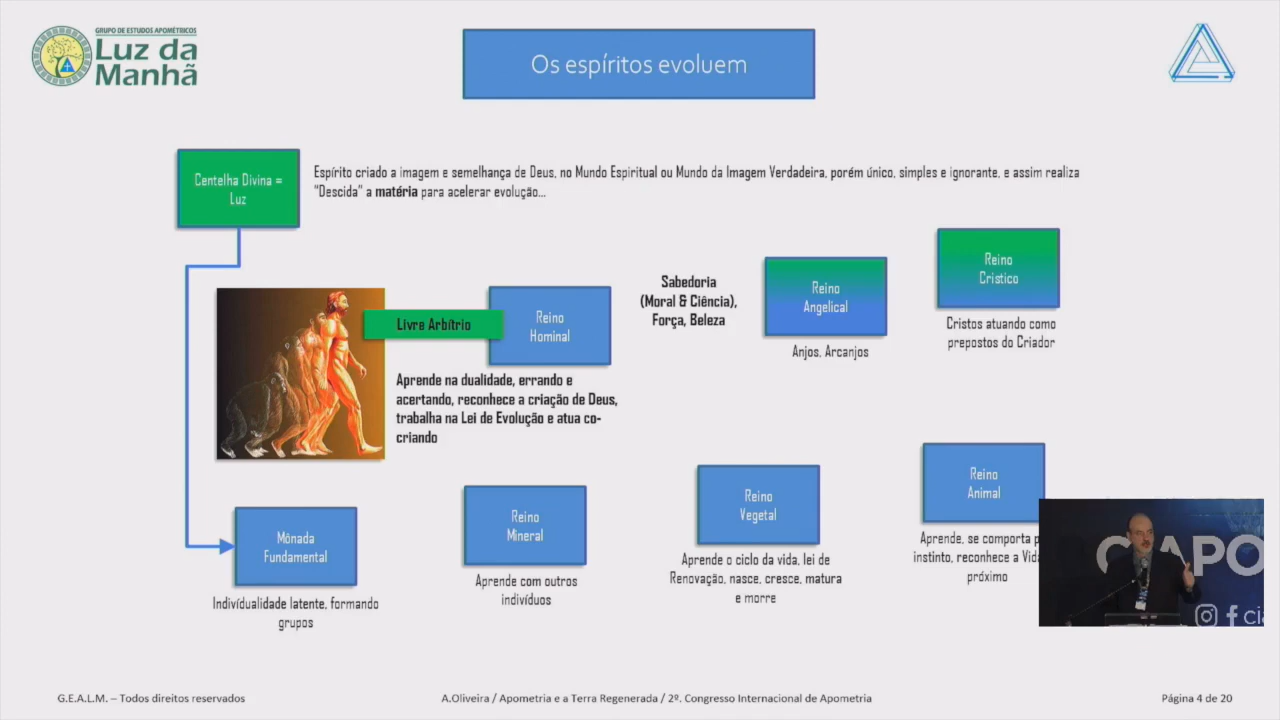 GRUPO DE ESTUDOS APOMÉTRICOS
Luz da
Manhã
Os espíritos evoluem
Centelha Divina =
Luz
Espírito criado a imagem e semelhança de Deus, no Mundo Espiritual ou Mundo da Imagem Verdadeira, porém único, simples e ignorante, e assim realiza
“Descida” a matéria para acelerar evolução...
Livre Arbítrio
Reino
Hominal
Aprende na dualidade, errando e
acertando, reconhece a criação de Deus,
trabalha na Lei de Evolução e atua co-
criando
Sabedoria
(Moral & Ciência),
Força, Beleza
Reino
Angelical
Anjos, Arcanjos
Reino
Cristico
Cristos atuando como
prepostos do Criador
Mônada
Fundamental
Individualidade latente, formando
grupos
Reino
Mineral
Aprende com outros
indivíduos
Reino
Vegetal
Aprende o ciclo da vida, lei de
Renovação, nasce, cresce, matura
e morre
Reino
Animal
Aprende, se comporta p
instinto, reconhece a Vid
próximo
C APO
cia
G.E.A.L.M. – Todos direitos reservados
A.Oliveira / Apometria e a Terra Regenerada / 2º. Congresso Internacional de Apometria
Página 4 de 20